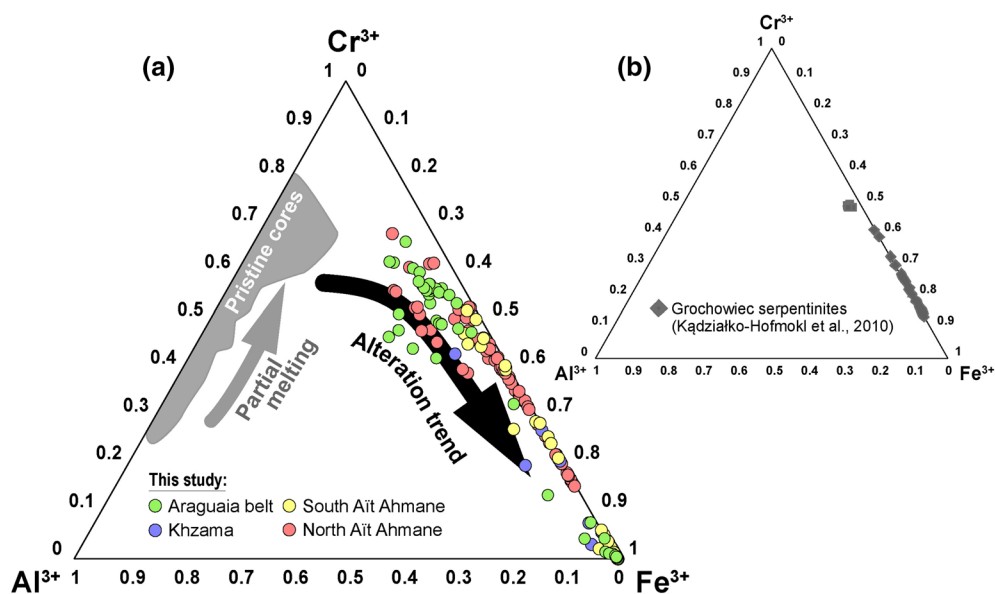 (a)
Cr³⁺
1 0
0.9 0.1
0.8 0.2
0.7 0.3
0.6 0.4
0.5 0.5
0.4 0.6
0.3 0.7
0.2 0.8
0.1 0.9
0 1
Al³⁺ 1 0.9 0.8 0.7 0.6 0.5 0.4 0.3 0.2 0.1 0 Fe³⁺
Pristine cores
Partial
melting
Alteration trend
This study:
Araguaia belt
South Aït Ahmane
Khzama
North Aït Ahmane
(b)
Cr³⁺
1 0
0.9 0.1
0.8 0.2
0.7 0.3
0.6 0.4
0.5 0.5
0.4 0.6
0.3 0.7
0.2 0.8
0.1 0.9
0 1
Al³⁺ 1 0.9 0.8 0.7 0.6 0.5 0.4 0.3 0.2 0.1 0 Fe³⁺
Grochowiec serpentinites
(Kądziałko-Hofmokl et al., 2010)